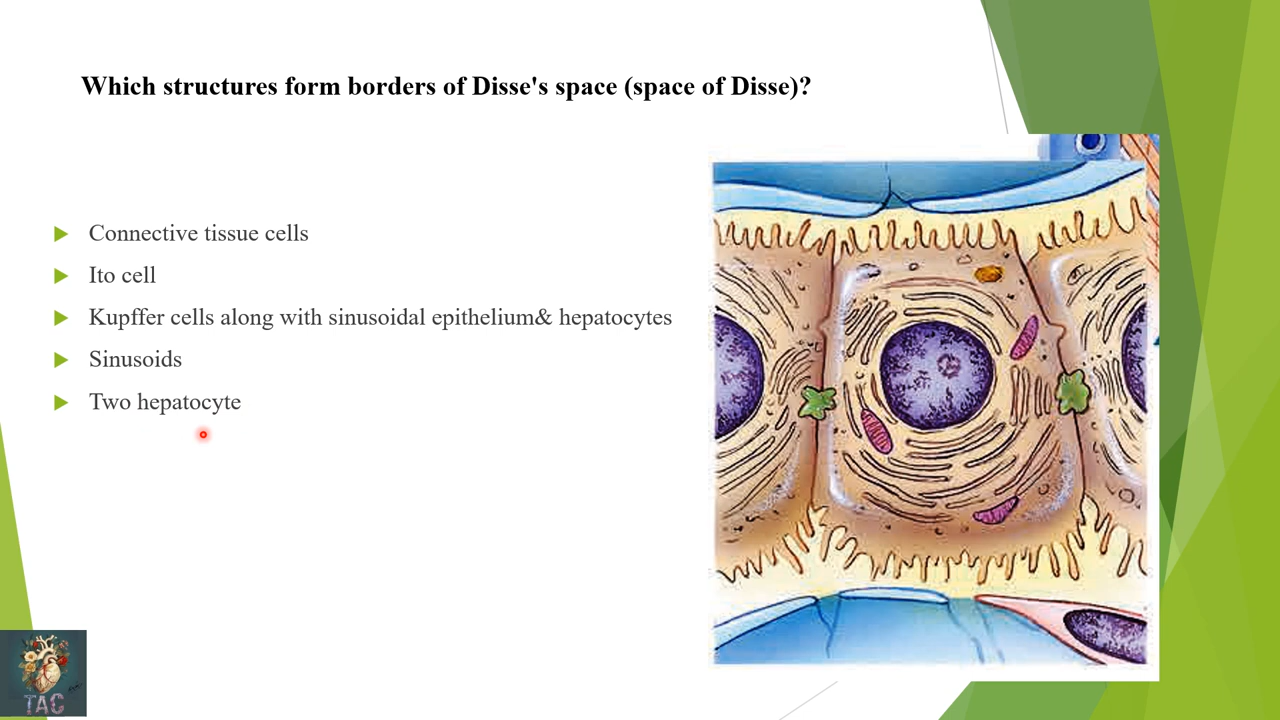 Which structures form borders of Disse's space (space of Disse)?
Connective tissue cells
Ito cell
Kupffer cells along with sinusoidal epithelium& hepatocytes
Sinusoids
Two hepatocyte
TAC